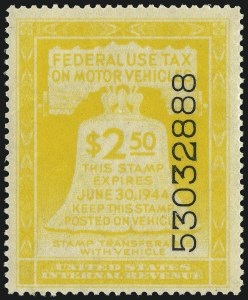 FEDERAL USE TAX
ON MOTOR VEHICLES
$2.50
THIS STAMP
EXPIRES
JUNE 30, 1944
KEEP THIS STAMP
POSTED ON VEHICLE
STAMP TRANSFERABLE
WITH VEHICLE
UNITED STATES
INTERNAL REVENUE
53032888